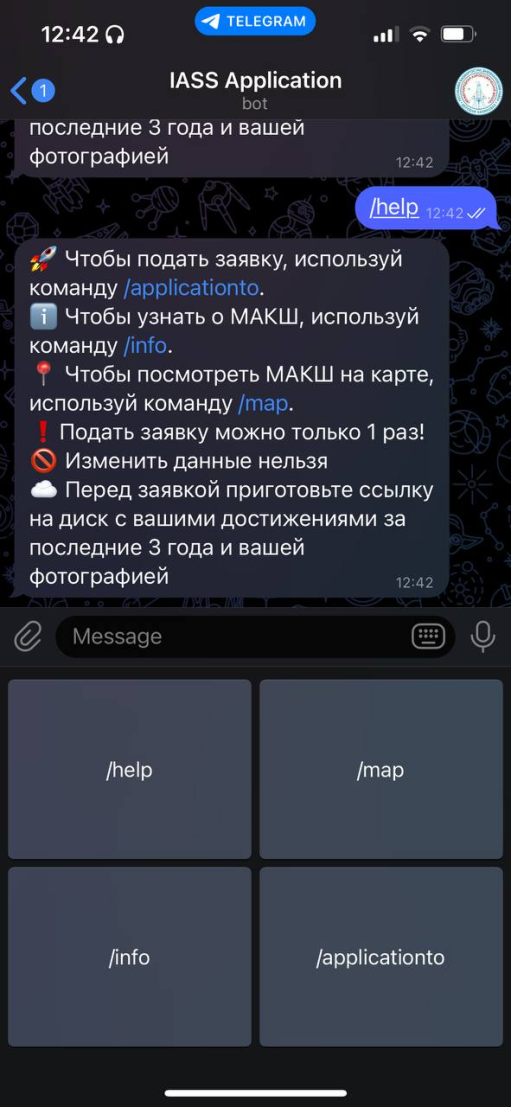 12:42
TELEGRAM
1
IASS Application
bot
последние 3 года и вашей
фотографией
12:42
/help 12:42
🚀 Чтобы подать заявку, используй
команду /applicationto.
ℹ️ Чтобы узнать о МАКШ, используй
команду /info.
📍 Чтобы посмотреть МАКШ на карте,
используй команду /map.
❗ Подать заявку можно только 1 раз!
🚫 Изменить данные нельзя
☁️ Перед заявкой приготовьте ссылку
на диск с вашими достижениями за
последние 3 года и вашей
фотографией
12:42
Message
/help
/map
/info
/applicationto